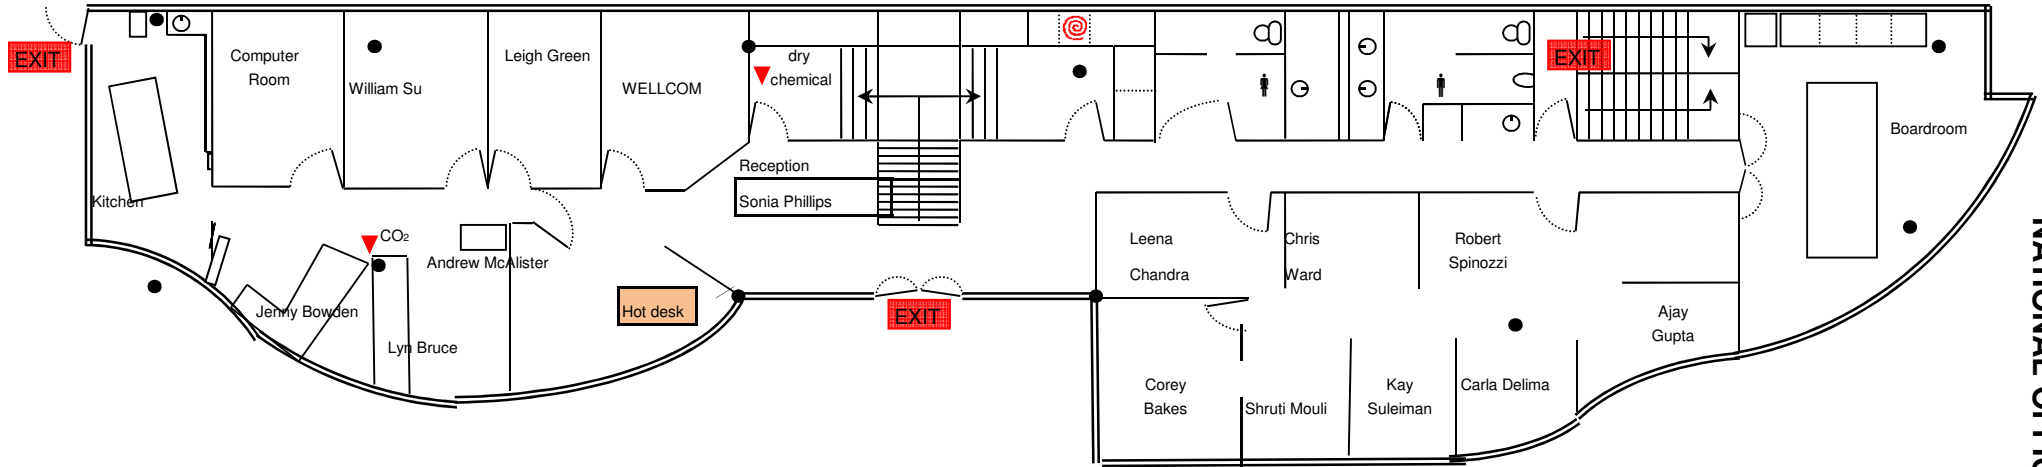 EXIT
Computer
Room
William Su
Leigh Green
WELLCOM
dry
chemical
EXIT
Boardroom
Kitchen
Reception
Sonia Phillips
CO₂
Andrew McAlister
Jenny Bowden
Lyn Bruce
Hot desk
EXIT
Leena
Chandra
Chris
Ward
Robert
Spinozzi
Ajay
Gupta
Corey
Bakes
Shruti Mouli
Kay
Suleiman
Carla Delima